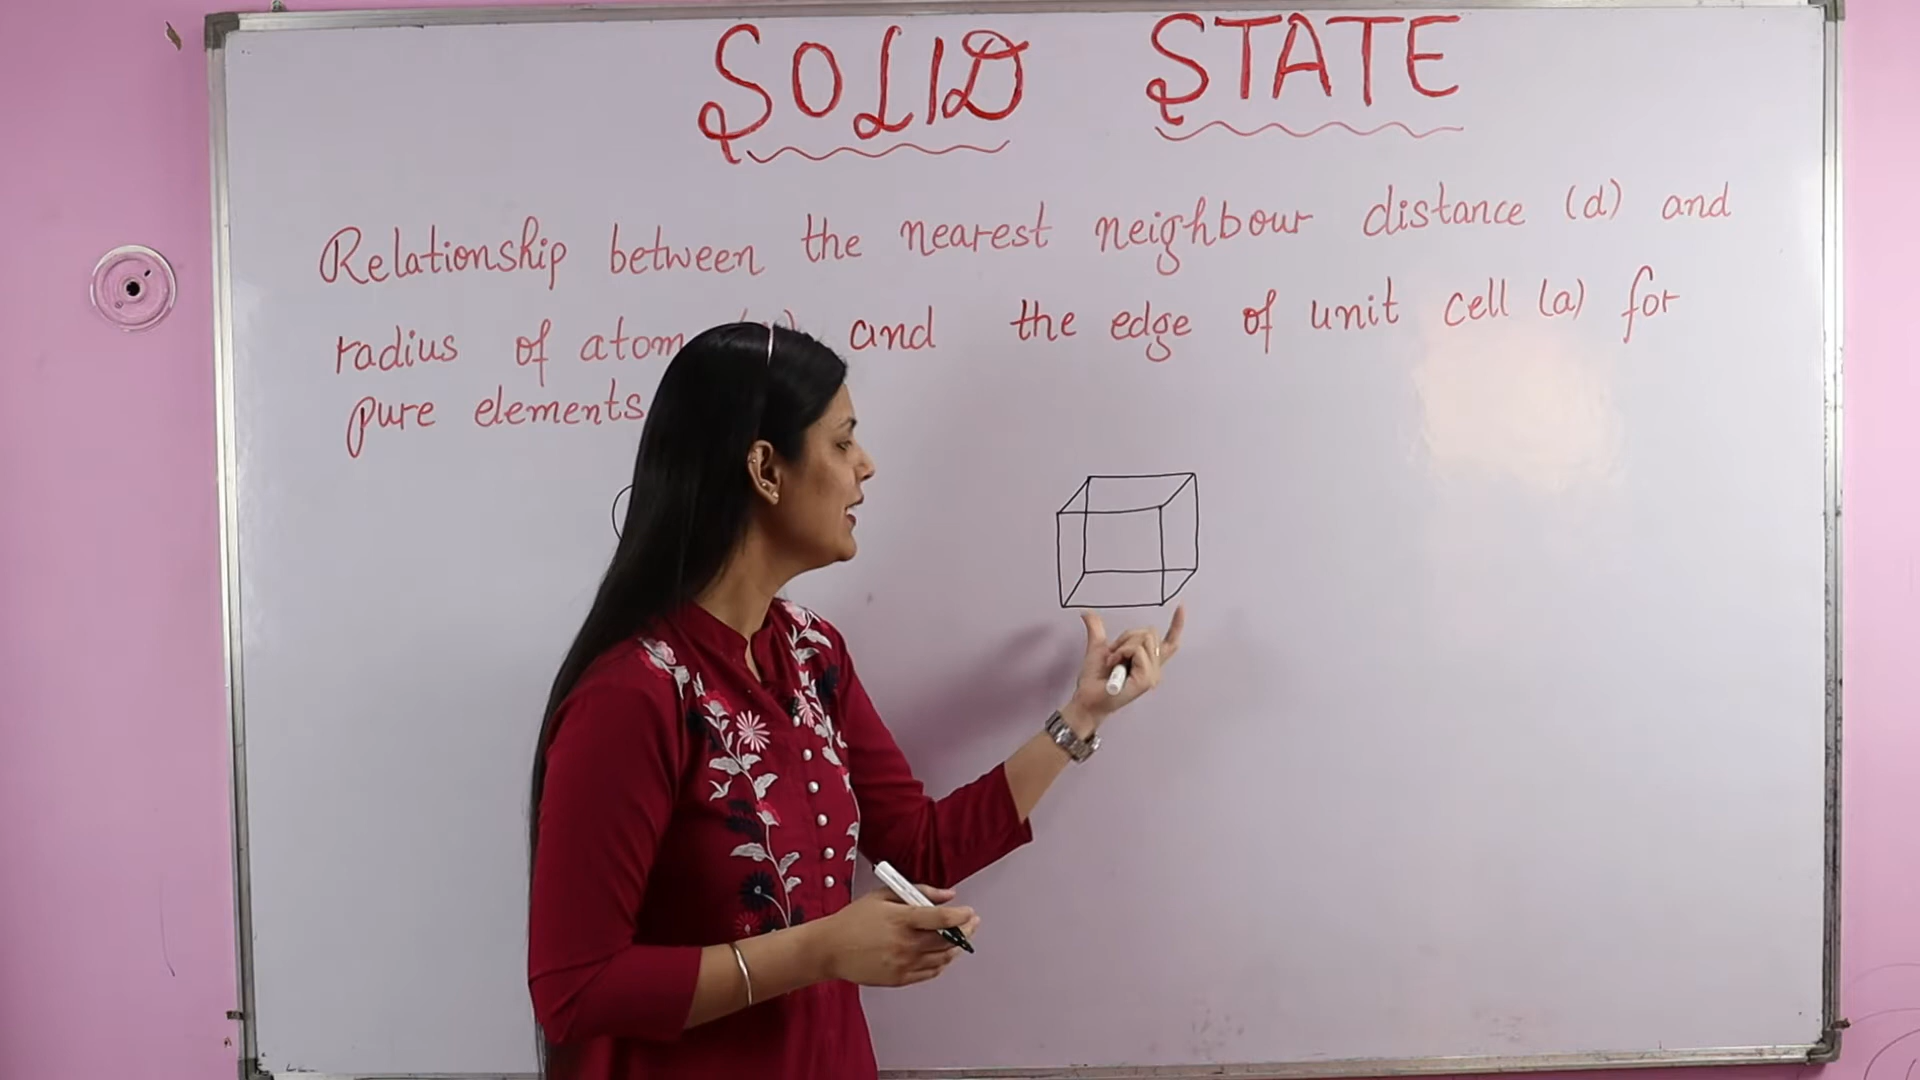 SOLID STATE
Relationship between the nearest neighbour distance (d) and
radius of atom and the edge of unit cell (a) for
pure elements